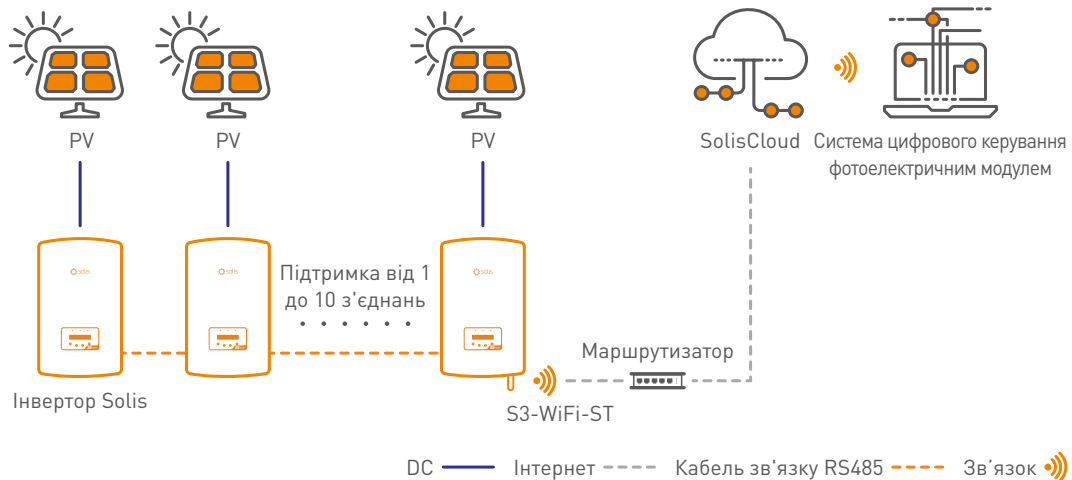 PV
PV
PV
SolisCloud
Система цифрового керування
фотоелектричним модулем
solis
solis
solis
Підтримка від 1
до 10 з'єднань
Маршрутизатор
Інвертор Solis
S3-WiFi-ST
DC
Інтернет
Кабель зв'язку RS485
Зв'язок